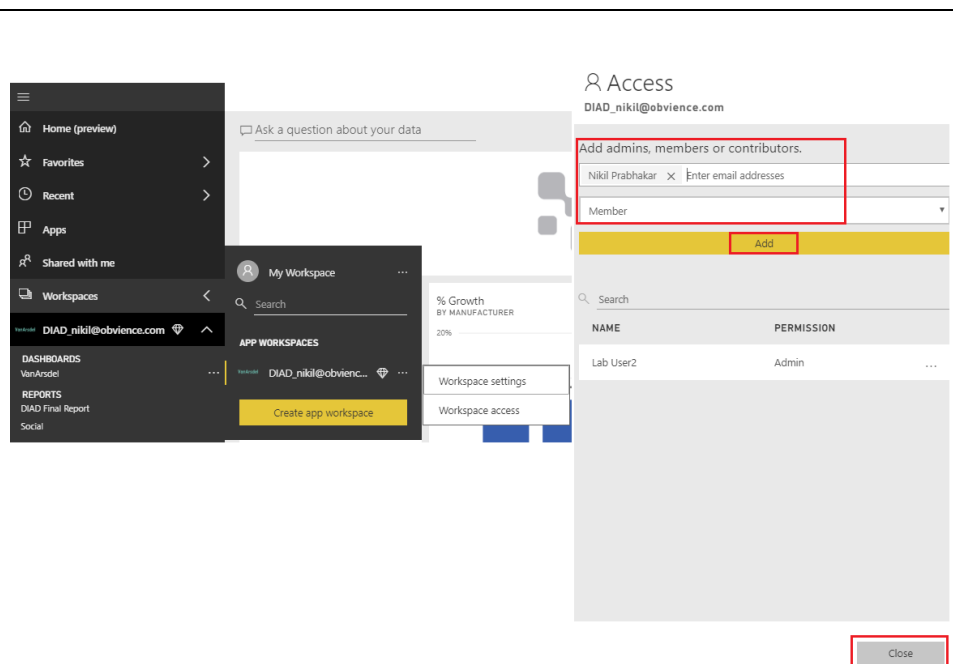 Home (preview)
Favorites
Recent
Apps
Shared with me
Workspaces
DIAD_nikil@obvience.com
DASHBOARDS
VanArsdel
...
REPORTS
DIAD Final Report
Social
Ask a question about your data
My Workspace
...
Search
APP WORKSPACES
DIAD_nikil@obvienc...
...
Create app workspace
% Growth
BY MANUFACTURER
20%
Workspace settings
Workspace access
Access
DIAD_nikil@obvience.com
Add admins, members or contributors.
Nikil Prabhakar × Enter email addresses
Member
Add
Search
NAME PERMISSION
Lab User2 Admin ...
Close